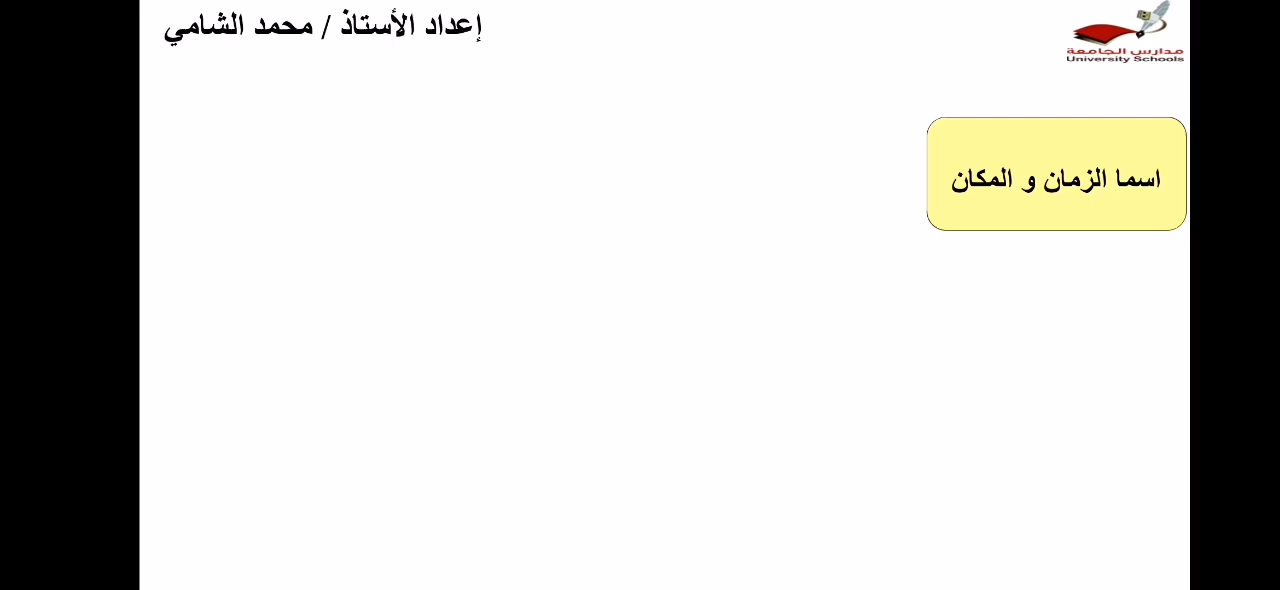 إعداد الأستاذ / محمد الشامي
مدارس الجامعة
University Schools
اسما الزمان و المكان